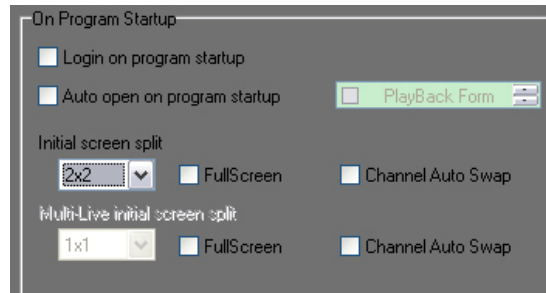 On Program Startup
Login on program startup
Auto open on program startup PlayBack Form
Initial screen split
2x2 FullScreen Channel Auto Swap
Multi-Live initial screen split
1x1 FullScreen Channel Auto Swap